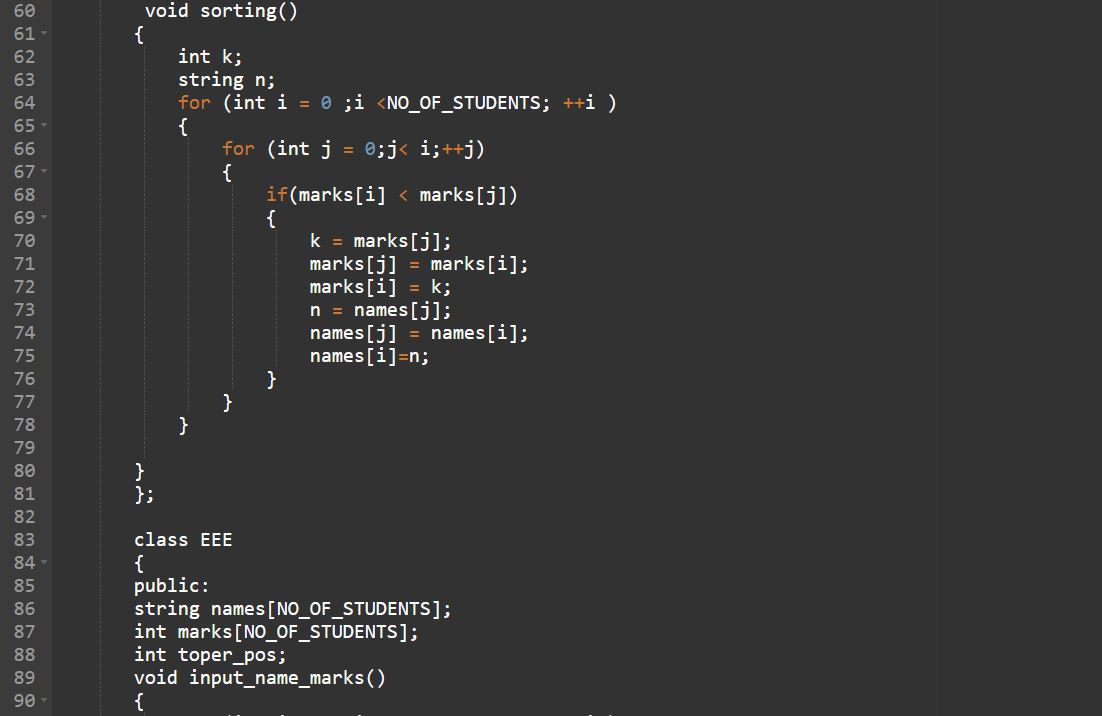 60 void sorting()
61 {
62 int k;
63 string n;
64 for (int i = 0 ;i <NO_OF_STUDENTS; ++i )
65 {
66 for (int j = 0;j< i;++j)
67 {
68 if(marks[i] < marks[j])
69 {
70 k = marks[j];
71 marks[j] = marks[i];
72 marks[i] = k;
73 n = names[j];
74 names[j] = names[i];
75 names[i]=n;
76 }
77 }
78 }
79
80 }
81 };
82
83 class EEE
84 {
85 public:
86 string names[NO_OF_STUDENTS];
87 int marks[NO_OF_STUDENTS];
88 int toper_pos;
89 void input_name_marks()
90 {